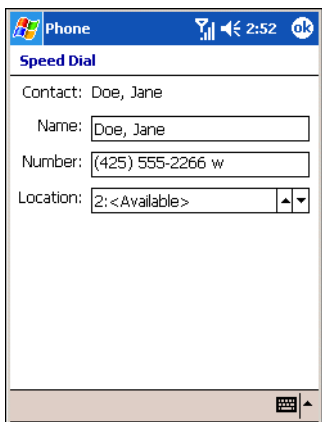 Phone 2:52 ok
Speed Dial
Contact: Doe, Jane
Name: Doe, Jane
Number: (425) 555-2266 w
Location: 2:<Available>